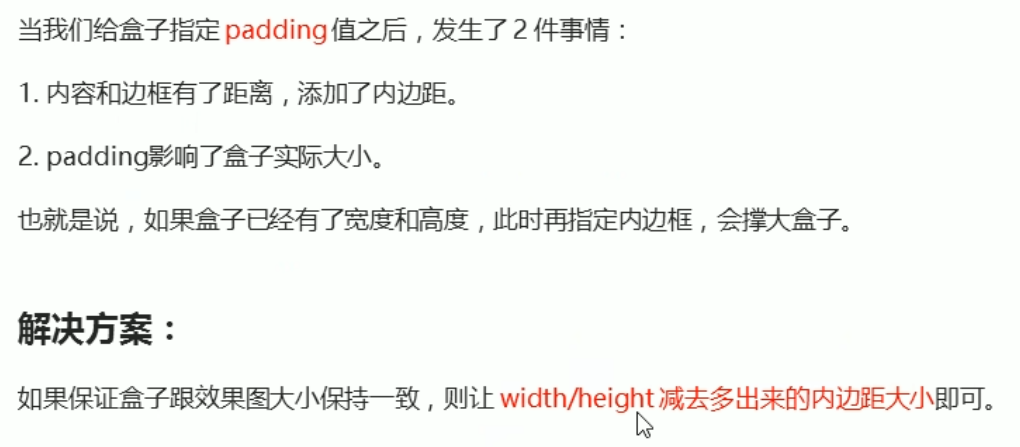 当我们给盒子指定 padding 值之后，发生了 2 件事情：
1. 内容和边框有了距离，添加了内边距。
2. padding影响了盒子实际大小。
也就是说，如果盒子已经有了宽度和高度，此时再指定内边框，会撑大盒子。
解决方案：
如果保证盒子跟效果图大小保持一致，则让 width/height 减去多出来的内边距大小即可。